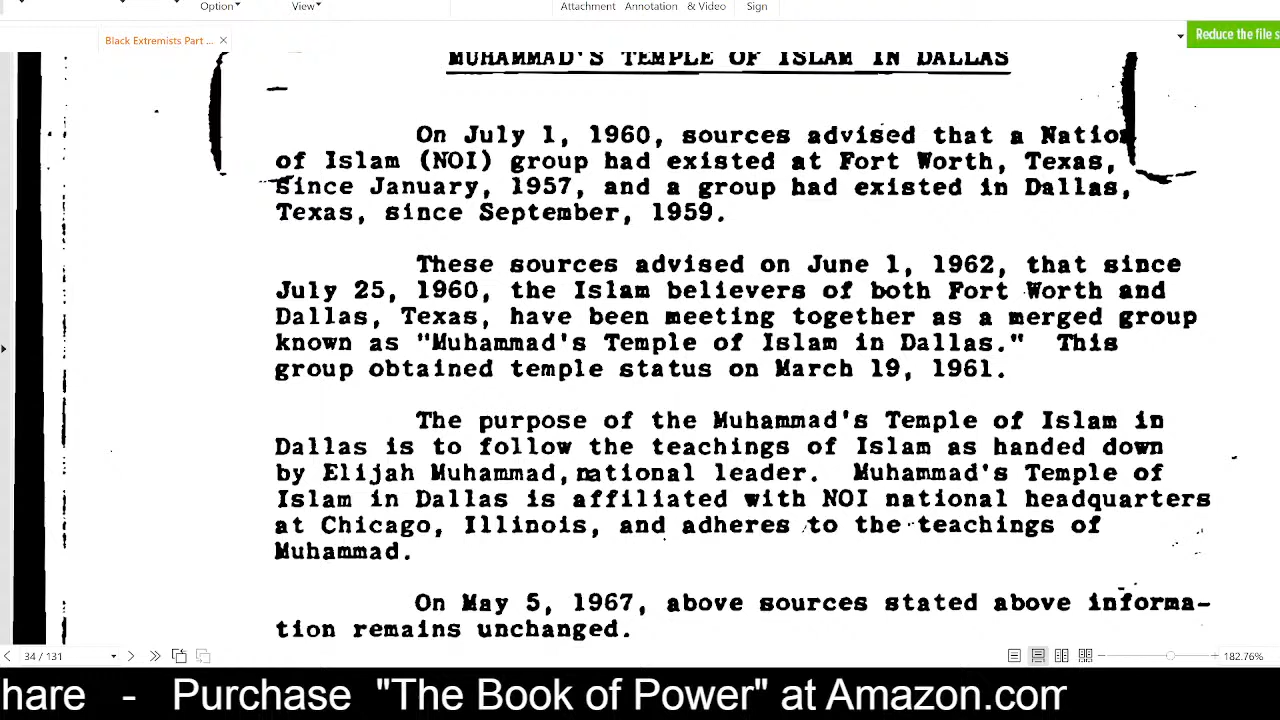 Option View Attachment Annotation & Video Sign
Black Extremists Part ... Reduce the file s
MUHAMMAD'S TEMPLE OF ISLAM IN DALLAS
On July 1, 1960, sources advised that a Nation
of Islam (NOI) group had existed at Fort Worth, Texas,
since January, 1957, and a group had existed in Dallas,
Texas, since September, 1959.
These sources advised on June 1, 1962, that since
July 25, 1960, the Islam believers of both Fort Worth and
Dallas, Texas, have been meeting together as a merged group
known as "Muhammad's Temple of Islam in Dallas." This
group obtained temple status on March 19, 1961.
The purpose of the Muhammad's Temple of Islam in
Dallas is to follow the teachings of Islam as handed down
by Elijah Muhammad, national leader. Muhammad's Temple of
Islam in Dallas is affiliated with NOI national headquarters
at Chicago, Illinois, and adheres to the teachings of
Muhammad.
On May 5, 1967, above sources stated above informa-
tion remains unchanged.
34 / 131 182.76%
hare - Purchase "The Book of Power" at Amazon.com